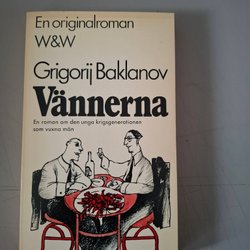 En originalroman
W&W
Grigorij Baklanov
Vännerna
En roman om den unga krigsgenerationen
som vuxna män